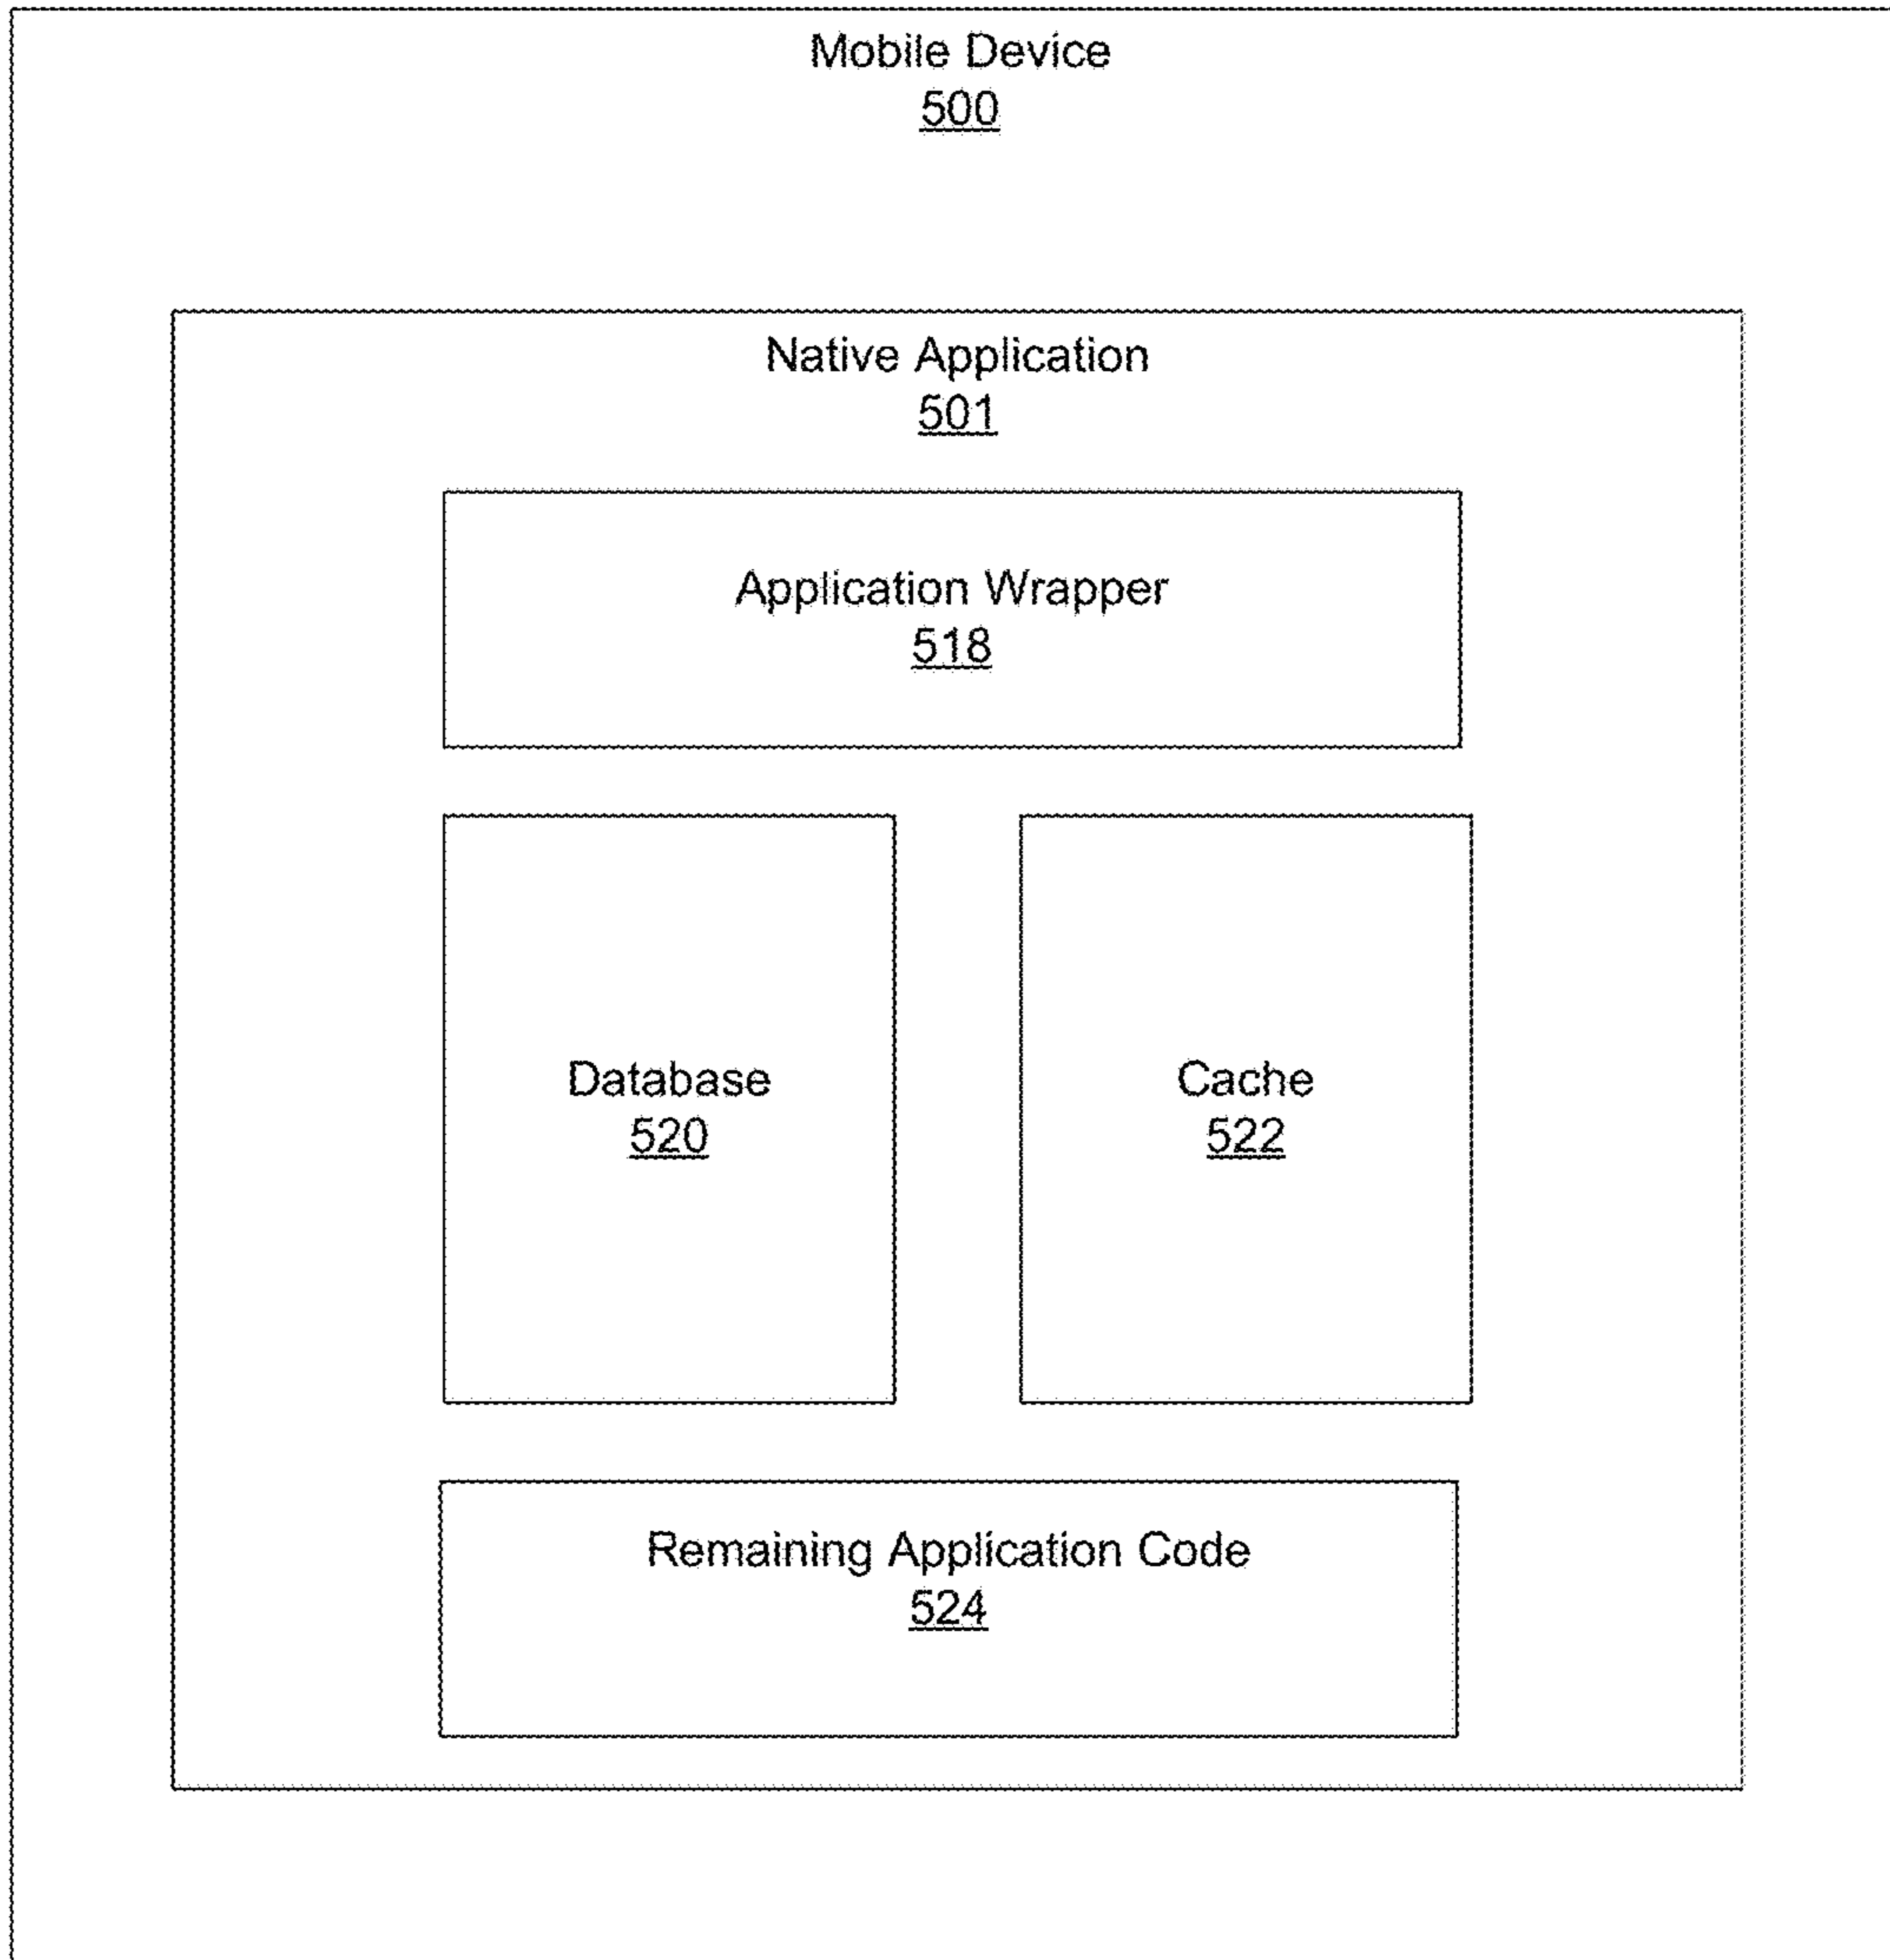 Mobile Device
500
Native Application
501
Application Wrapper
518
Database
520
Cache
522
Remaining Application Code
524